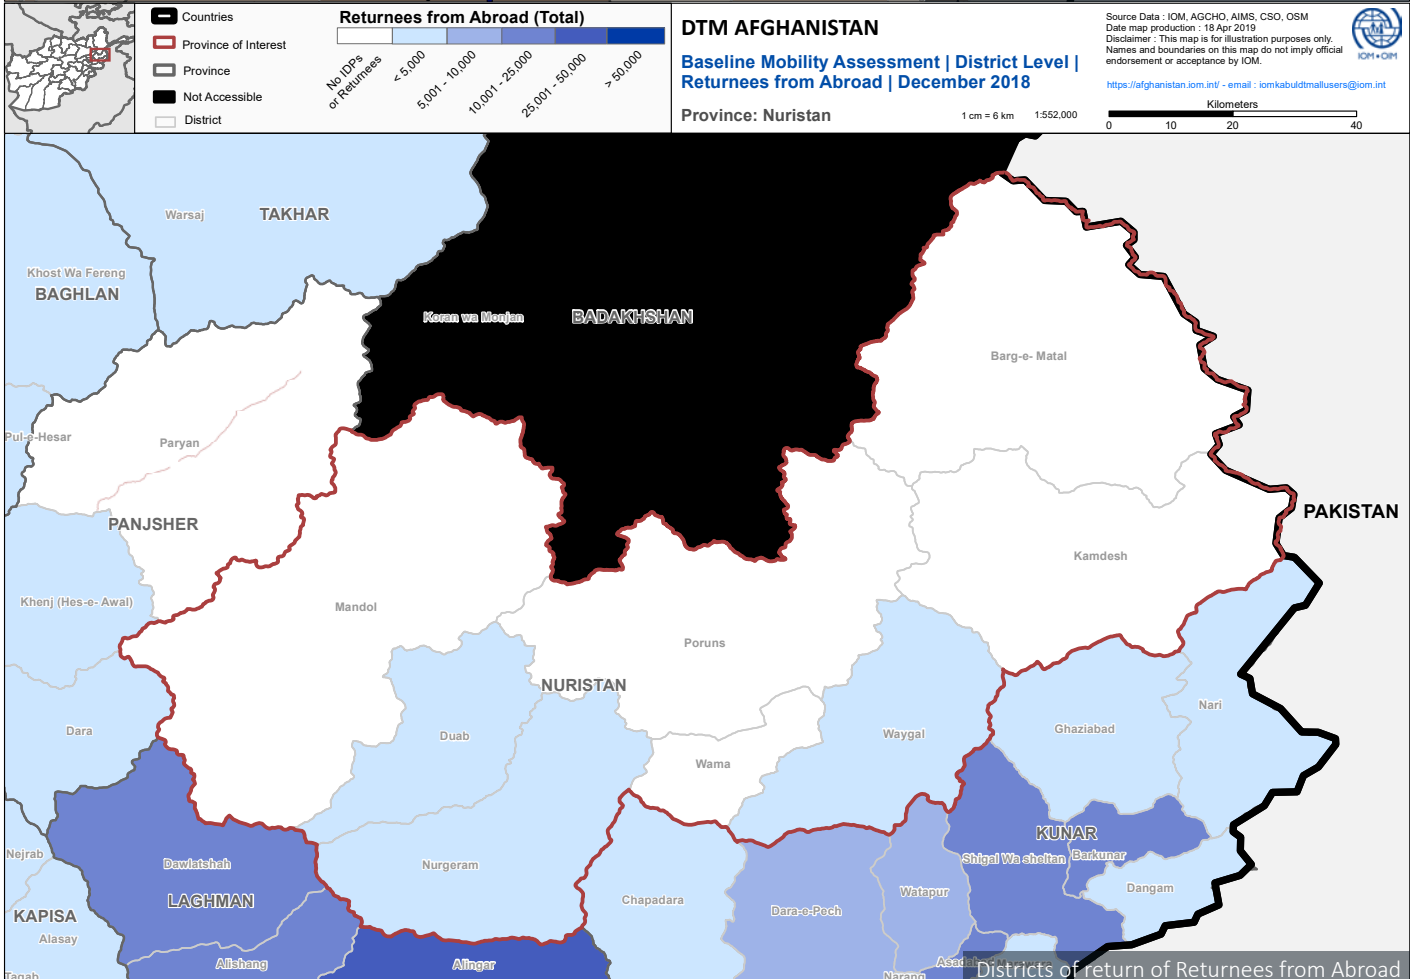 Countries
Province of Interest
Province
Not Accessible
District
Returnees from Abroad (Total)
No IDPs
or Returnees
< 5,000
5,001 - 10,000
10,001 - 25,000
25,001 - 50,000
> 50,000
DTM AFGHANISTAN
Baseline Mobility Assessment | District Level |
Returnees from Abroad | December 2018
Province: Nuristan
1 cm = 6 km
1:552,000
Source Data : IOM, AGCHO, AIMS, CSO, OSM
Date map production : 18 Apr 2019
Disclaimer : This map is for illustration purposes only.
Names and boundaries on this map do not imply official
endorsement or acceptance by IOM.
IOM•OIM
https://afghanistan.iom.int/ - email : iomkabuldtmallusers@iom.int
Kilometers
0 10 20 40
Warsaj
TAKHAR
Khost Wa Fereng
BAGHLAN
Koran wa Monjan
BADAKHSHAN
Barg-e- Matal
Pul-e-Hesar
Paryan
PANJSHER
PAKISTAN
Kamdesh
Khenj (Hes-e- Awal)
Mandol
Poruns
NURISTAN
Nari
Dara
Duab
Waygal
Ghaziabad
Wama
KUNAR
Nejrab
Dawlatshah
Nurgeram
Shigal Wa sheltan
Barkunar
Dangam
LAGHMAN
Chapadara
Watapur
Dara-e-Pech
KAPISA
Alasay
Alishang
Alingar
Asadabad
Marawara
Tagab
Narang
Districts of return of Returnees from Abroad